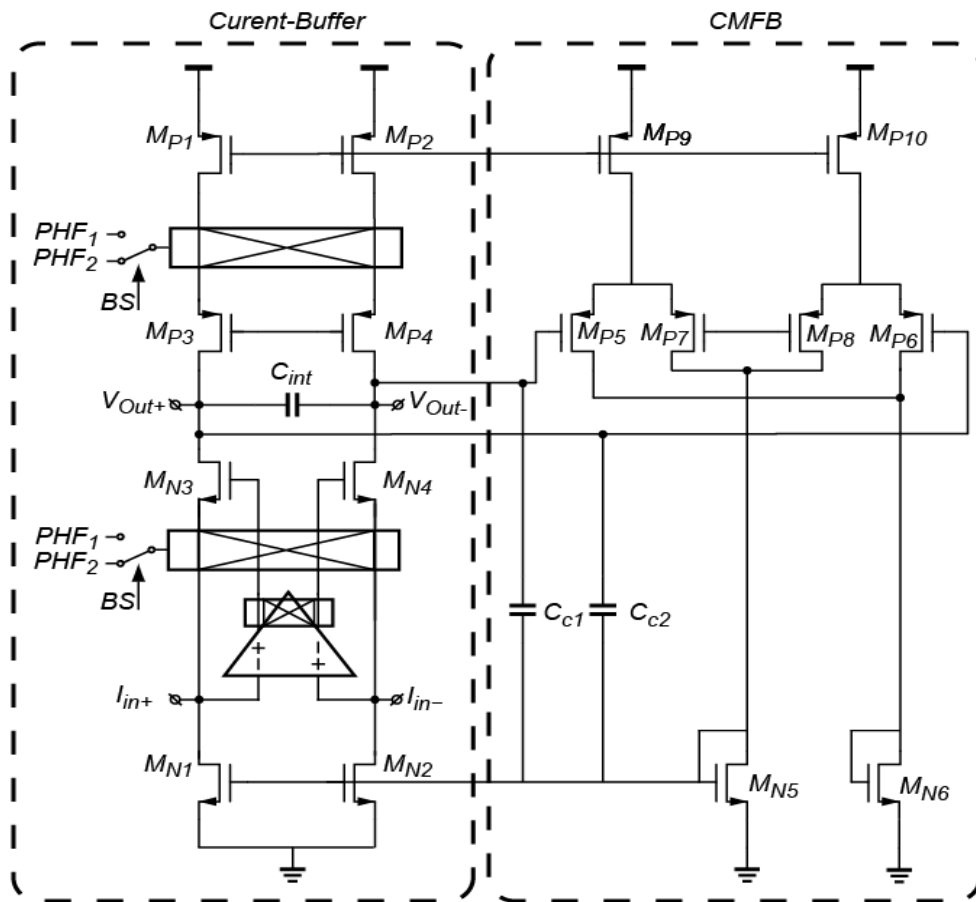 Curent-Buffer
CMFB
MP1
MP2
MP9
MP10
PHF1
PHF2
BS
MP3
MP4
MP5
MP7
MP8
MP6
Cint
VOut+
VOut-
MN3
MN4
PHF1
PHF2
BS
Cc1
Cc2
+
+
Iin+
Iin−
MN1
MN2
MN5
MN6